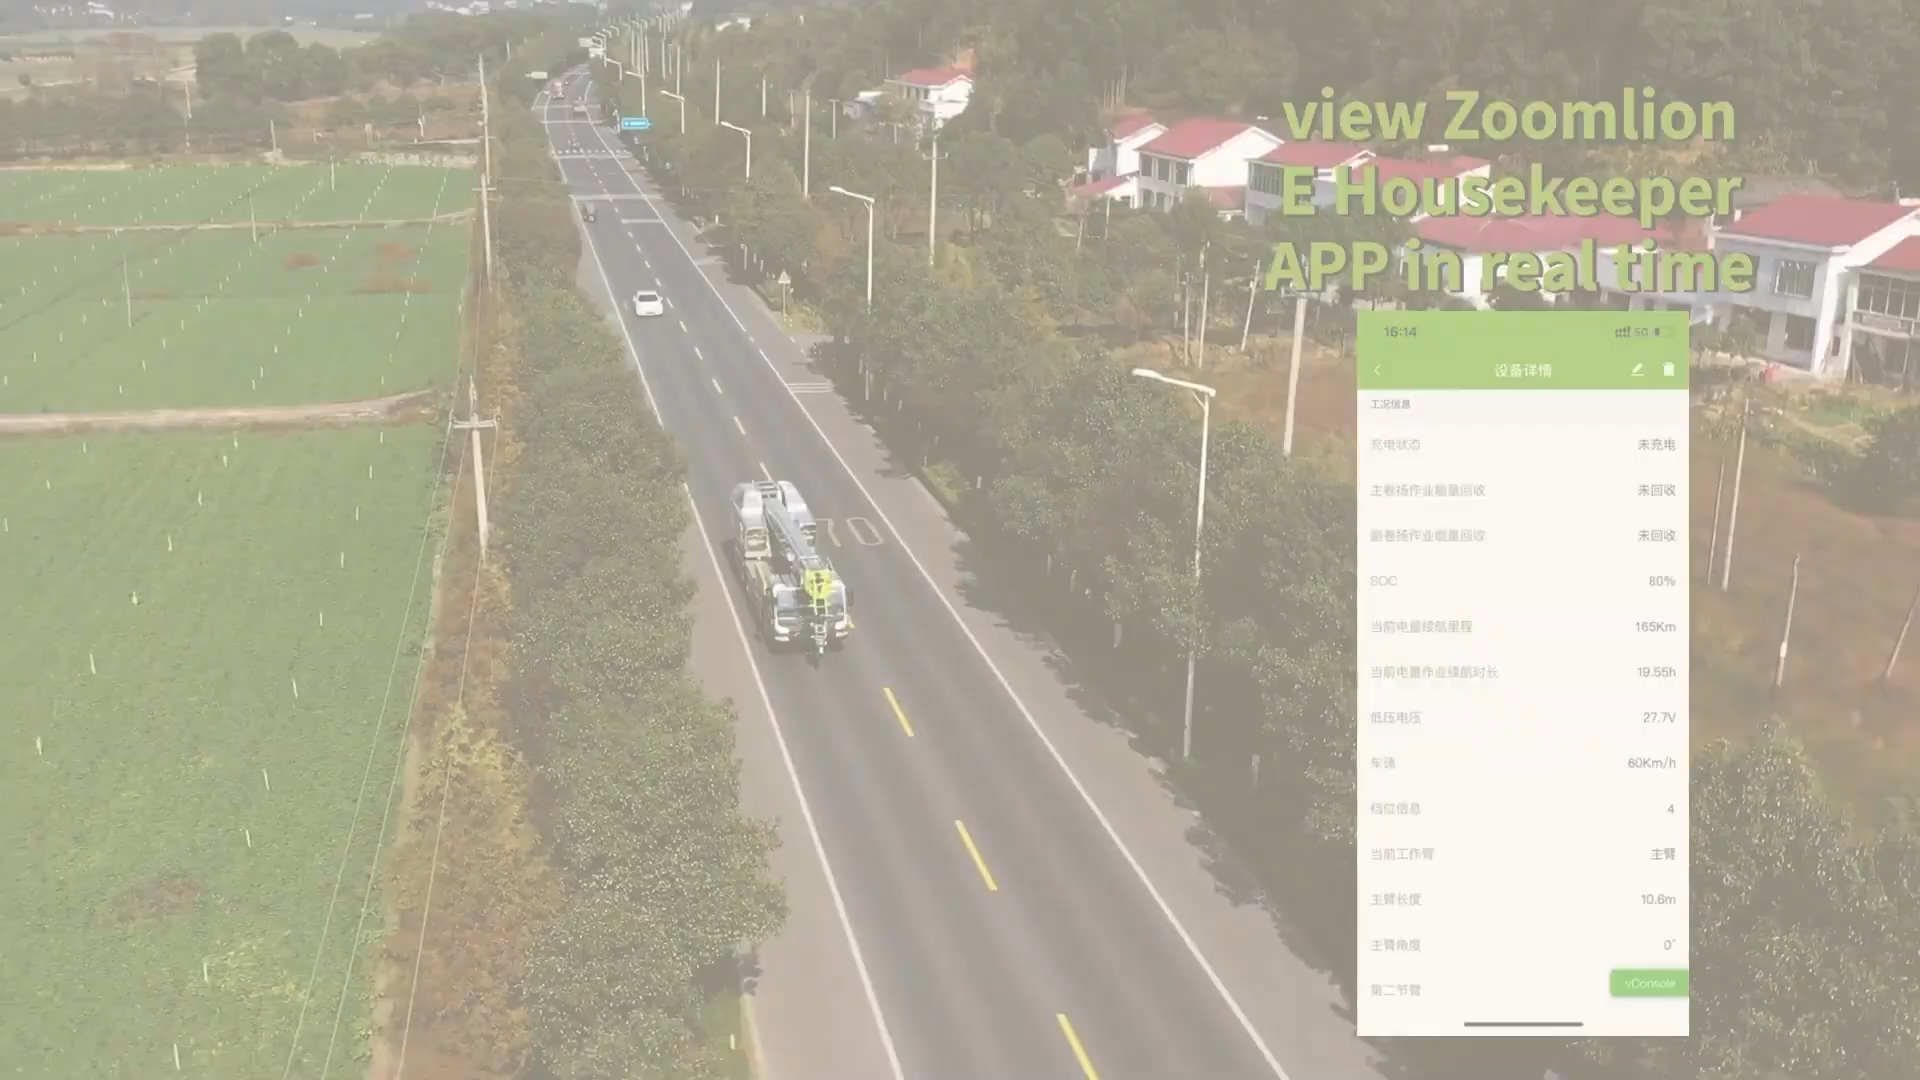 view Zoomlion
E Housekeeper
APP in real time
16:14 5G
设备详情
工况信息
充电状态 未充电
主卷扬作业能量回收 未回收
副卷扬作业能量回收 未回收
SOC 80%
当前电量续航里程 165Km
当前电量作业续航时长 19.55h
低压电压 27.7V
车速 60Km/h
档位信息 4
当前工作臂 主臂
主臂长度 10.6m
主臂角度 0°
第二节臂
vConsole
70